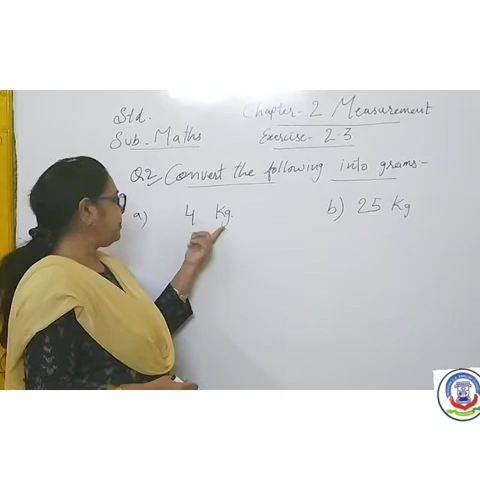 Std.
Chapter-2 Measurement
Sub-Maths
Exercise-2.3
Q2 Convert the following into grams:-
a) 4 Kg.
b) 25 Kg